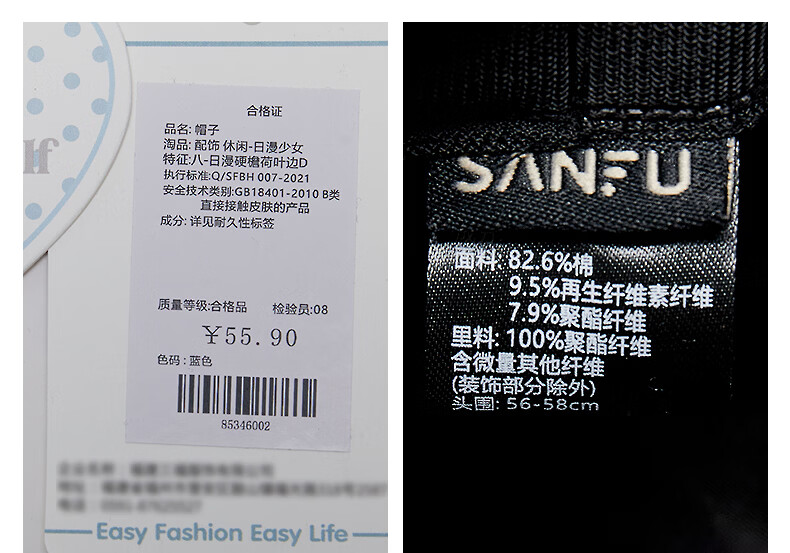 lf
合格证
品名: 帽子
淘品: 配饰 休闲-日漫少女
特征:八-日漫硬檐荷叶边D
执行标准:Q/SFBH 007-2021
安全技术类别:GB18401-2010 B类
直接接触皮肤的产品
成分: 详见耐久性标签
质量等级:合格品 检验员:08
￥55.90
色码 : 蓝色
85346002
Easy Fashion Easy Life
SANFU
面料: 82.6%棉
9.5%再生纤维素纤维
7.9%聚酯纤维
里料: 100%聚酯纤维
含微量其他纤维
(装饰部分除外)
头围: 56-58cm